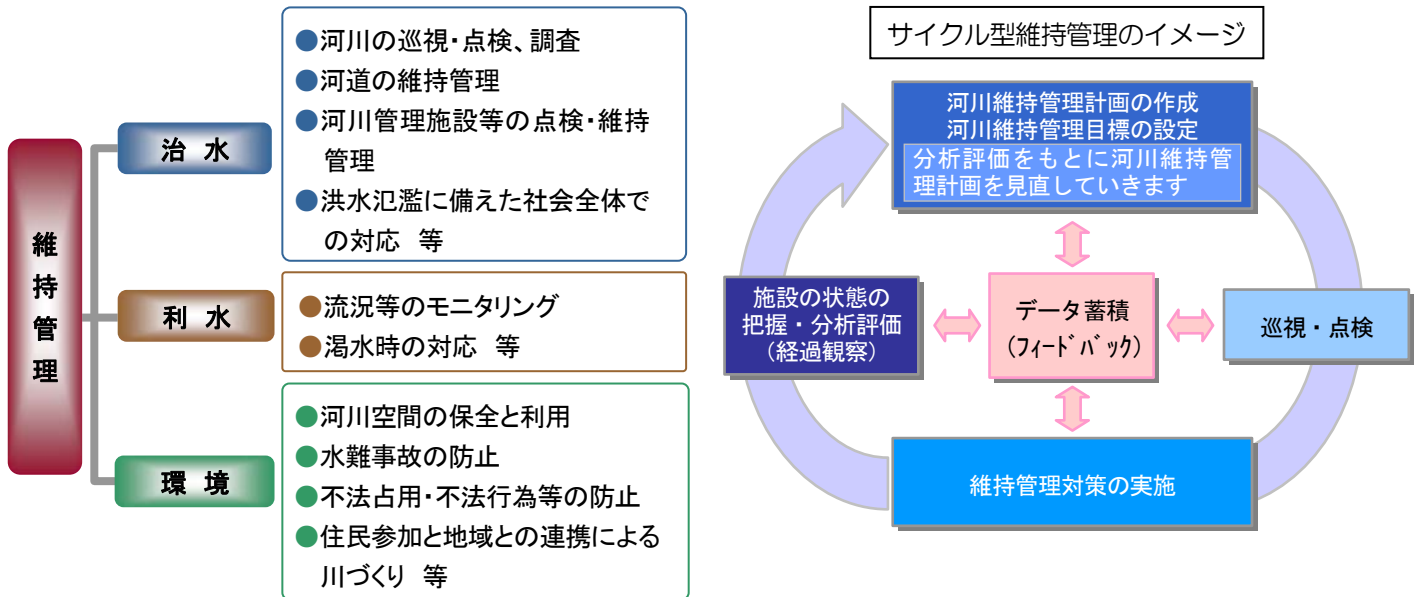 維持管理
治水
●河川の巡視・点検、調査
●河道の維持管理
●河川管理施設等の点検・維持
管理
●洪水氾濫に備えた社会全体で
の対応 等
利水
●流況等のモニタリング
●渇水時の対応 等
環境
●河川空間の保全と利用
●水難事故の防止
●不法占用・不法行為等の防止
●住民参加と地域との連携による
川づくり 等
サイクル型維持管理のイメージ
河川維持管理計画の作成
河川維持管理目標の設定
分析評価をもとに河川維持管
理計画を見直していきます
施設の状態の
把握・分析評価
（経過観察）
データ蓄積
（ﾌｨｰﾄﾞﾊﾞｯｸ）
巡視・点検
維持管理対策の実施